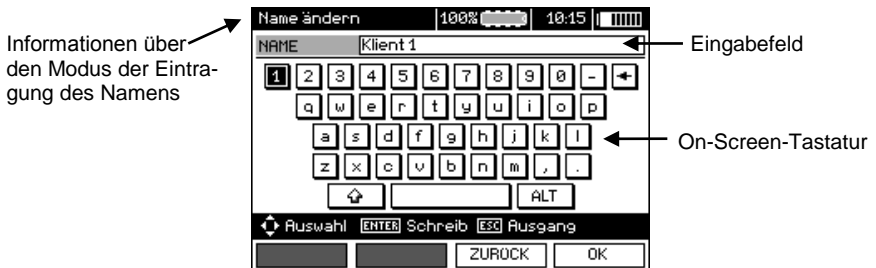 Name ändern 100% 10:15
Informationen über
den Modus der Eintra-
gung des Namens
NAME Klient 1
Eingabefeld
1 2 3 4 5 6 7 8 9 0 -
q w e r t y u i o p
a s d f g h j k l
On-Screen-Tastatur
z x c v b n m , .
ALT
Auswahl ENTER Schreib ESC Ausgang
ZURÜCK OK